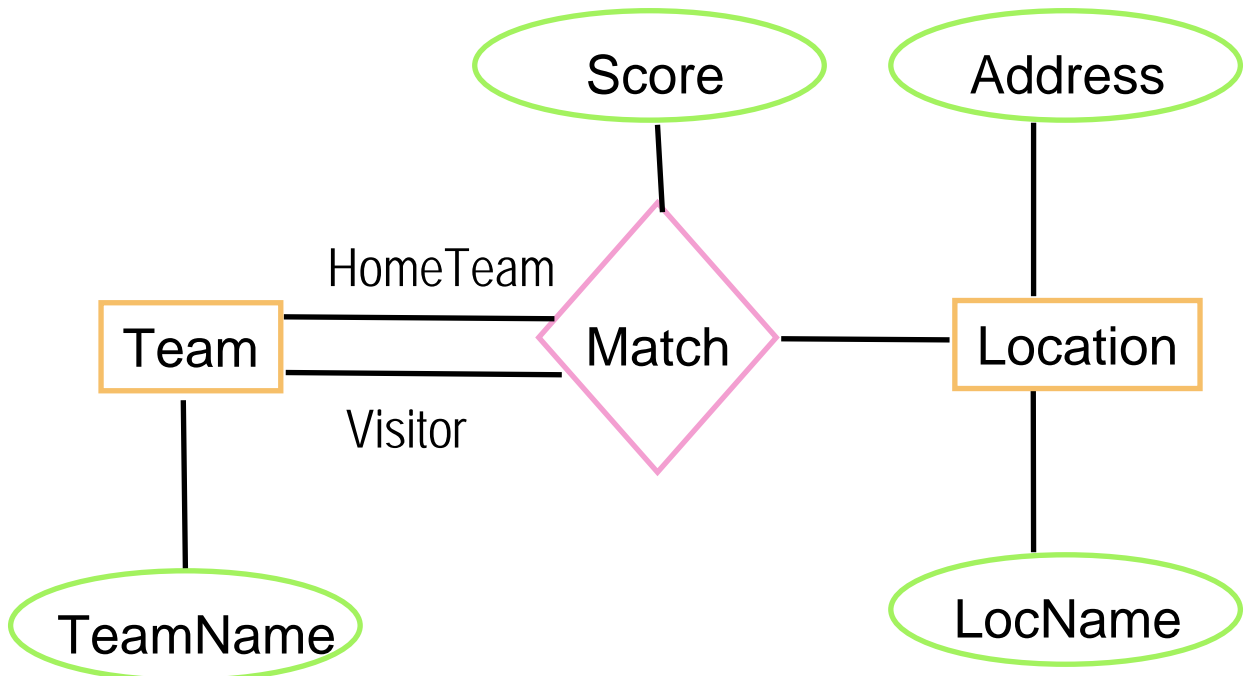 Score
Address
HomeTeam
Team
Match
Location
Visitor
TeamName
LocName